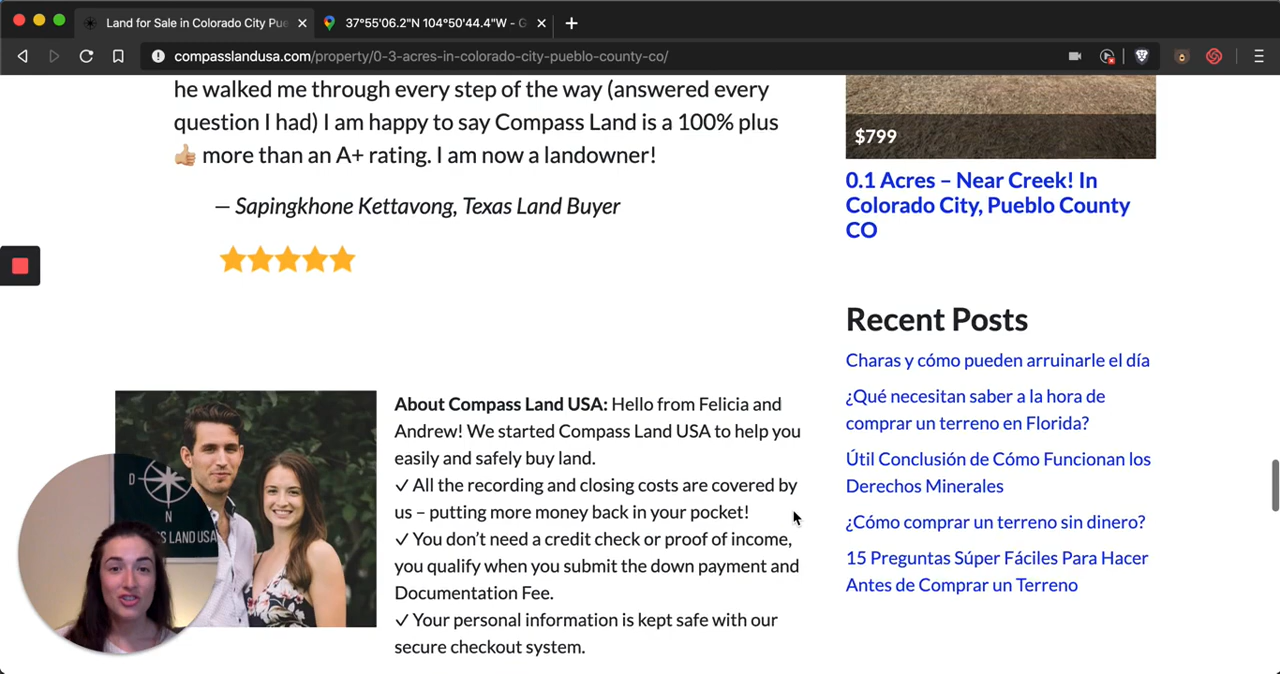 Land for Sale in Colorado City Pue
37°55'06.2"N 104°50'44.4"W - G
compasslandusa.com/property/0-3-acres-in-colorado-city-pueblo-county-co/
he walked me through every step of the way (answered every
question I had) I am happy to say Compass Land is a 100% plus
👍🏼 more than an A+ rating. I am now a landowner!
— Sapingkhone Kettavong, Texas Land Buyer
$799
0.1 Acres – Near Creek! In
Colorado City, Pueblo County
CO
Recent Posts
Charas y cómo pueden arruinarle el día
¿Qué necesitan saber a la hora de
comprar un terreno en Florida?
Útil Conclusión de Cómo Funcionan los
Derechos Minerales
¿Cómo comprar un terreno sin dinero?
15 Preguntas Súper Fáciles Para Hacer
Antes de Comprar un Terreno
About Compass Land USA: Hello from Felicia and
Andrew! We started Compass Land USA to help you
easily and safely buy land.
✓ All the recording and closing costs are covered by
us – putting more money back in your pocket!
✓ You don't need a credit check or proof of income,
you qualify when you submit the down payment and
Documentation Fee.
✓ Your personal information is kept safe with our
secure checkout system.
D
N
S LAND USA